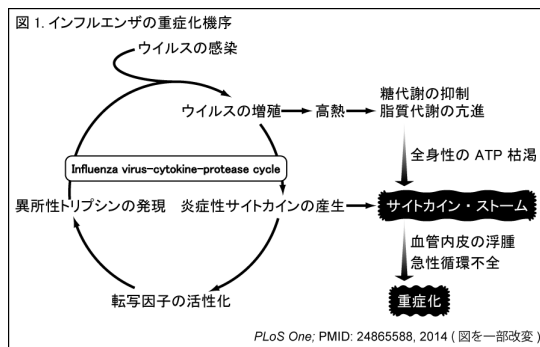 図 1. インフルエンザの重症化機序
ウイルスの感染
ウイルスの増殖
高熱
糖代謝の抑制
脂質代謝の亢進
全身性の ATP 枯渇
Influenza virus-cytokine-protease cycle
異所性トリプシンの発現
炎症性サイトカインの産生
サイトカイン・ストーム
血管内皮の浮腫
急性循環不全
転写因子の活性化
重症化
PLoS One; PMID: 24865588, 2014 ( 図を一部改変 )